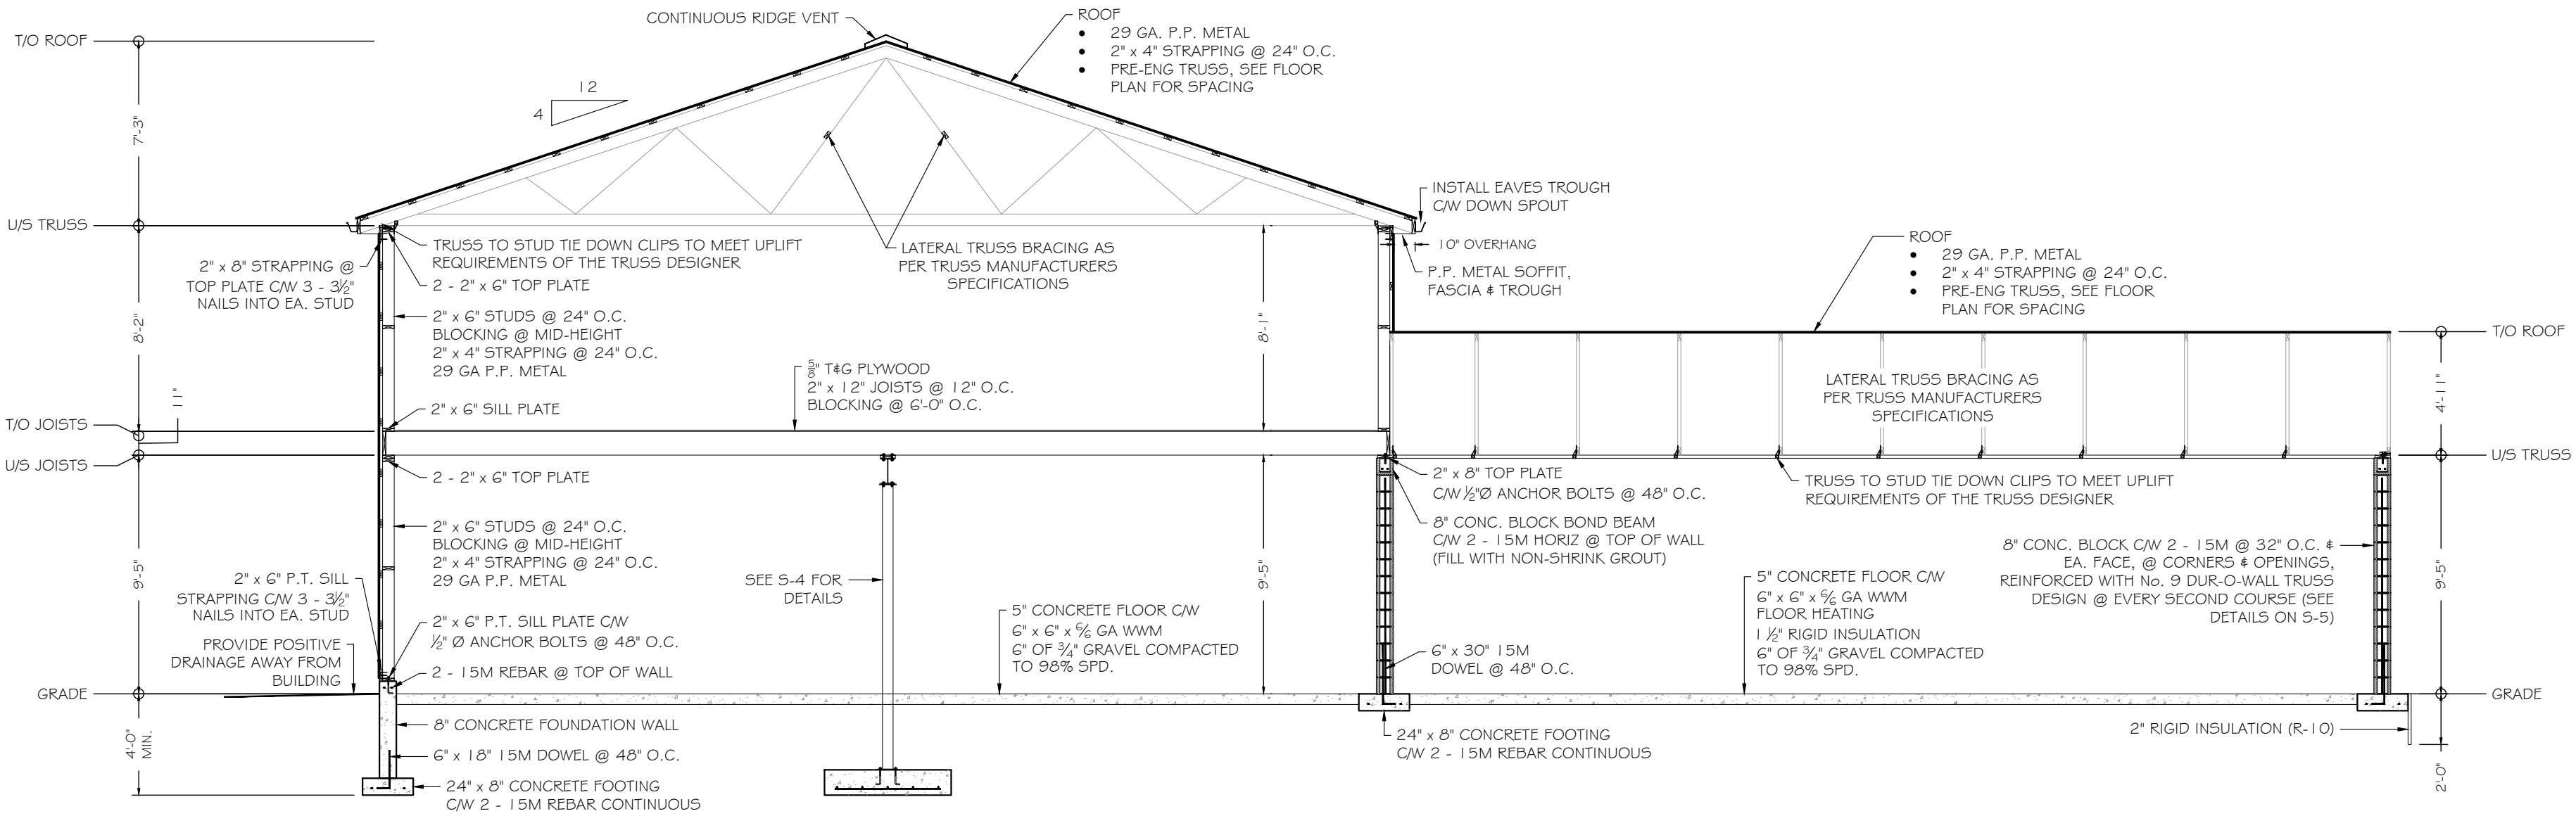 T/O ROOF
7'-3"
U/S TRUSS
8'-2"
11"
T/O JOISTS
U/S JOISTS
9'-5"
GRADE
4'-0"
MIN.
CONTINUOUS RIDGE VENT
12
4
ROOF
• 29 GA. P.P. METAL
• 2" x 4" STRAPPING @ 24" O.C.
• PRE-ENG TRUSS, SEE FLOOR
PLAN FOR SPACING
2" x 8" STRAPPING @
TOP PLATE C/W 3 - 3½"
NAILS INTO EA. STUD
TRUSS TO STUD TIE DOWN CLIPS TO MEET UPLIFT
REQUIREMENTS OF THE TRUSS DESIGNER
2 - 2" x 6" TOP PLATE
2" x 6" STUDS @ 24" O.C.
BLOCKING @ MID-HEIGHT
2" x 4" STRAPPING @ 24" O.C.
29 GA P.P. METAL
2" x 6" SILL PLATE
LATERAL TRUSS BRACING AS
PER TRUSS MANUFACTURERS
SPECIFICATIONS
⅝" T&G PLYWOOD
2" x 12" JOISTS @ 12" O.C.
BLOCKING @ 6'-0" O.C.
8'-1"
INSTALL EAVES TROUGH
C/W DOWN SPOUT
10" OVERHANG
P.P. METAL SOFFIT,
FASCIA & TROUGH
ROOF
• 29 GA. P.P. METAL
• 2" x 4" STRAPPING @ 24" O.C.
• PRE-ENG TRUSS, SEE FLOOR
PLAN FOR SPACING
LATERAL TRUSS BRACING AS
PER TRUSS MANUFACTURERS
SPECIFICATIONS
T/O ROOF
4'-11"
U/S TRUSS
9'-5"
GRADE
2'-0"
2 - 2" x 6" TOP PLATE
2" x 6" STUDS @ 24" O.C.
BLOCKING @ MID-HEIGHT
2" x 4" STRAPPING @ 24" O.C.
29 GA P.P. METAL
2" x 6" P.T. SILL
STRAPPING C/W 3 - 3½"
NAILS INTO EA. STUD
PROVIDE POSITIVE
DRAINAGE AWAY FROM
BUILDING
2" x 6" P.T. SILL PLATE C/W
½" Ø ANCHOR BOLTS @ 48" O.C.
2 - 15M REBAR @ TOP OF WALL
8" CONCRETE FOUNDATION WALL
6" x 18" 15M DOWEL @ 48" O.C.
24" x 8" CONCRETE FOOTING
C/W 2 - 15M REBAR CONTINUOUS
SEE S-4 FOR
DETAILS
5" CONCRETE FLOOR C/W
6" x 6" x 6/6 GA WWM
6" OF ¾" GRAVEL COMPACTED
TO 98% SPD.
9'-5"
2" x 8" TOP PLATE
C/W ½"Ø ANCHOR BOLTS @ 48" O.C.
8" CONC. BLOCK BOND BEAM
C/W 2 - 15M HORIZ @ TOP OF WALL
(FILL WITH NON-SHRINK GROUT)
6" x 30" 15M
DOWEL @ 48" O.C.
24" x 8" CONCRETE FOOTING
C/W 2 - 15M REBAR CONTINUOUS
TRUSS TO STUD TIE DOWN CLIPS TO MEET UPLIFT
REQUIREMENTS OF THE TRUSS DESIGNER
5" CONCRETE FLOOR C/W
6" x 6" x 6/6 GA WWM
FLOOR HEATING
1 ½" RIGID INSULATION
6" OF ¾" GRAVEL COMPACTED
TO 98% SPD.
8" CONC. BLOCK C/W 2 - 15M @ 32" O.C. &
EA. FACE, @ CORNERS & OPENINGS,
REINFORCED WITH No. 9 DUR-O-WALL TRUSS
DESIGN @ EVERY SECOND COURSE (SEE
DETAILS ON S-5)
2" RIGID INSULATION (R-10)